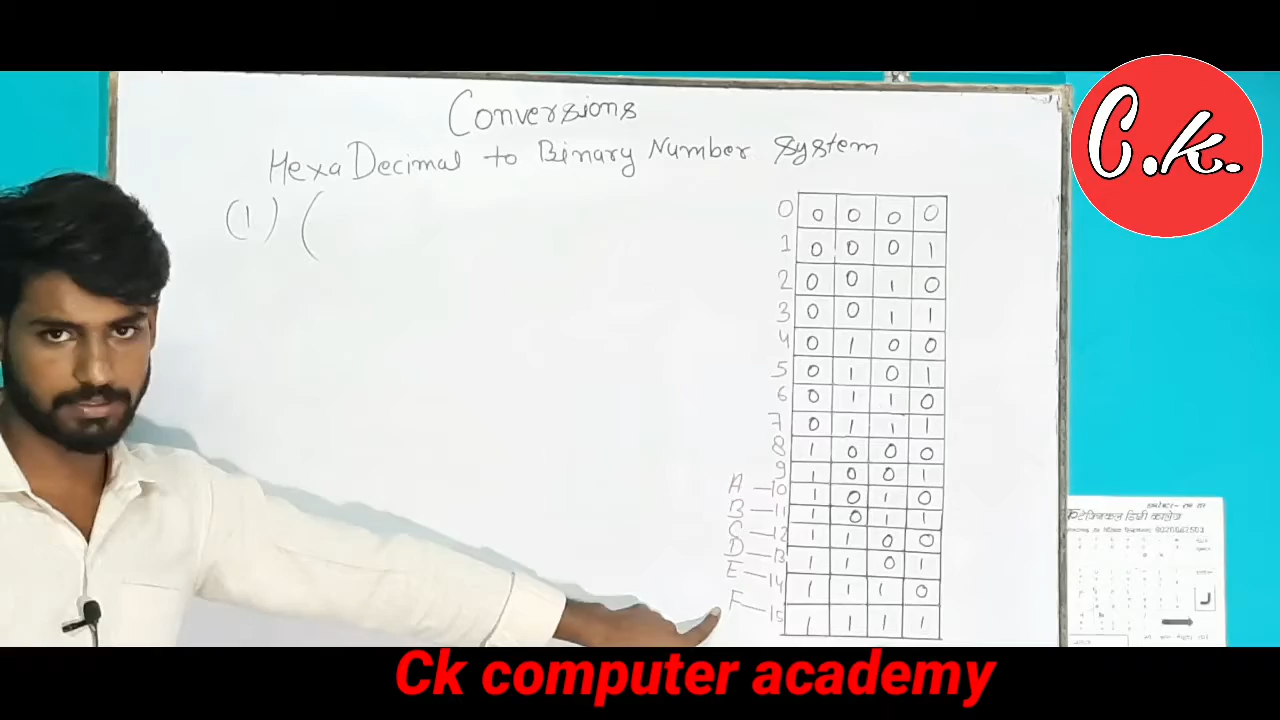 Conversions
HexaDecimal to Binary Number system
(1) (
C.k.
0 0 0 0 0
1 0 0 0 1
2 0 0 1 0
3 0 0 1 1
4 0 1 0 0
5 0 1 0 1
6 0 1 1 0
7 0 1 1 1
8 1 0 0 0
9 1 0 0 1
A — 10 1 0 1 0
B — 11 1 0 1 1
C — 12 1 1 0 0
D — 13 1 1 0 1
E — 14 1 1 1 0
F — 15 1 1 1 1
Ck computer academy